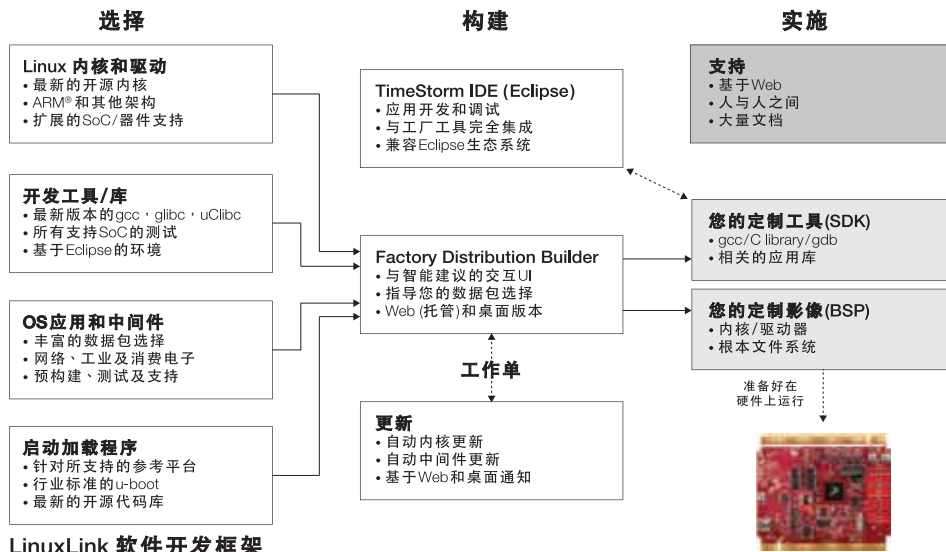 选择
Linux 内核和驱动
• 最新的开源内核
• ARM® 和其他架构
• 扩展的SoC/器件支持
开发工具/库
• 最新版本的gcc，glibc，uClibc
• 所有支持SoC的测试
• 基于Eclipse的环境
OS应用和中间件
• 丰富的数据包选择
• 网络、工业及消费电子
• 预构建、测试及支持
启动加载程序
• 针对所支持的参考平台
• 行业标准的u-boot
• 最新的开源代码库
构建
TimeStorm IDE (Eclipse)
• 应用开发和调试
• 与工厂工具完全集成
• 兼容Eclipse生态系统
Factory Distribution Builder
• 与智能建议的交互UI
• 指导您的数据包选择
• Web (托管)和桌面版本
工作单
更新
• 自动内核更新
• 自动中间件更新
• 基于Web和桌面通知
实施
支持
• 基于Web
• 人与人之间
• 大量文档
您的定制工具(SDK)
• gcc/C library/gdb
• 相关的应用库
您的定制影像(BSP)
• 内核/驱动器
• 根本文件系统
准备好在
硬件上运行
LinuxLink 软件开发框架